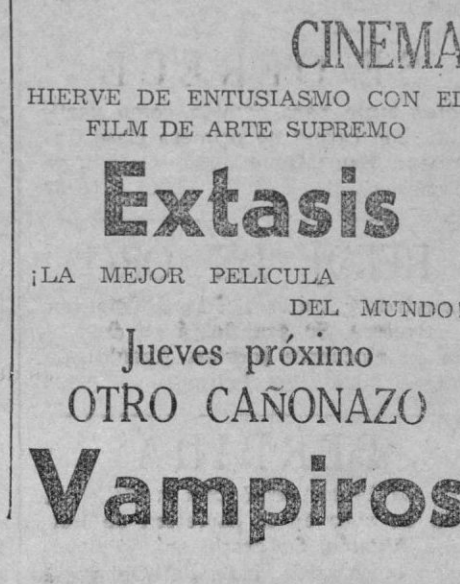 CINEMA
HIERVE DE ENTUSIASMO CON EL
FILM DE ARTE SUPREMO
Extasis
¡LA MEJOR PELICULA
DEL MUNDO!
Jueves próximo
OTRO CAÑONAZO
Vampiros